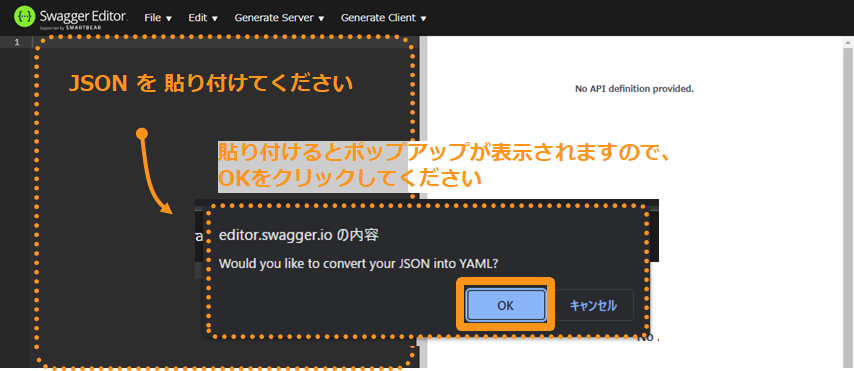 Swagger Editor.
Supported by SMARTBEAR
File ▾ Edit ▾ Generate Server ▾ Generate Client ▾
1
JSON を 貼り付けてください
No API definition provided.
貼り付けるとポップアップが表示されますので、
OKをクリックしてください
editor.swagger.io の内容
Would you like to convert your JSON into YAML?
OK
キャンセル